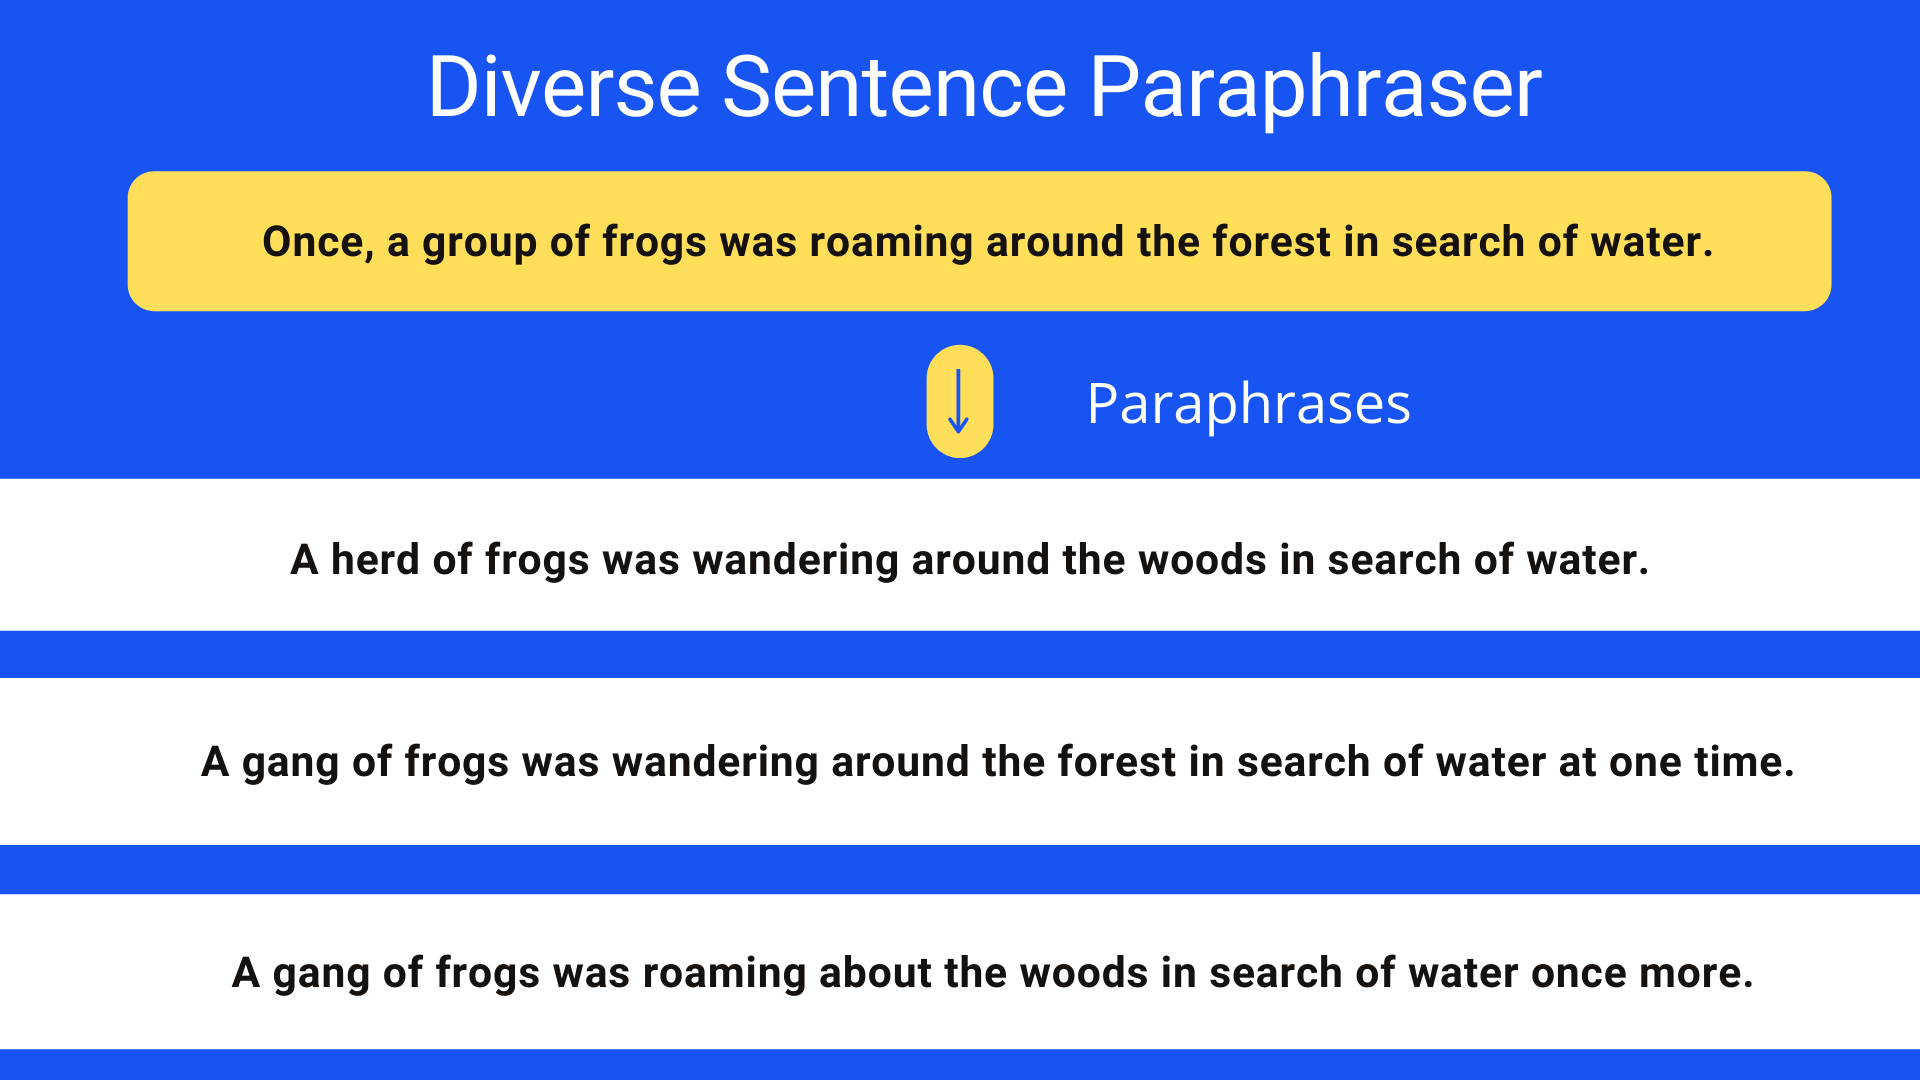 Diverse Sentence Paraphraser
Once, a group of frogs was roaming around the forest in search of water.
Paraphrases
A herd of frogs was wandering around the woods in search of water.
A gang of frogs was wandering around the forest in search of water at one time.
A gang of frogs was roaming about the woods in search of water once more.